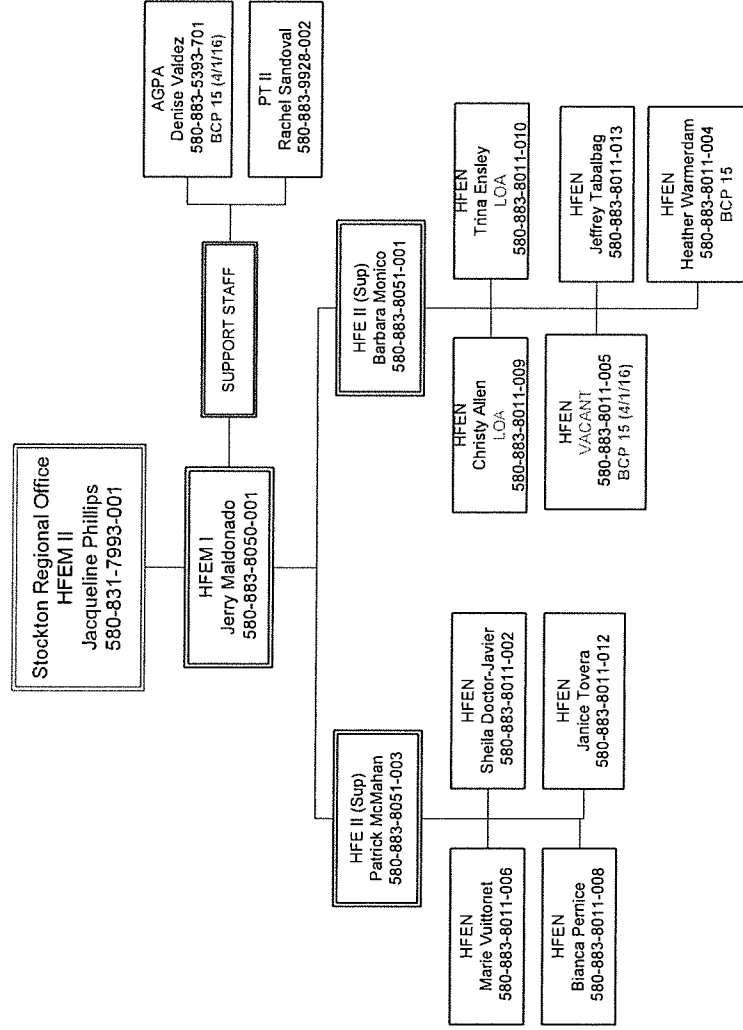 Stockton Regional Office
HFEM II
Jacqueline Phillips
580-831-7993-001
HFEM I
Jerry Maldonado
580-883-8050-001
SUPPORT STAFF
AGPA
Denise Valdez
580-883-5393-701
BCP 15 (4/1/16)
PT II
Rachel Sandoval
580-883-9928-002
HFE II (Sup)
Patrick McMahan
580-883-8051-003
HFE II (Sup)
Barbara Monico
580-883-8051-001
HFEN
Marie Vuittonet
580-883-8011-006
HFEN
Sheila Doctor-Javier
580-883-8011-002
HFEN
Bianca Pernice
580-883-8011-008
HFEN
Janice Tovera
580-883-8011-012
HFEN
Christy Allen
LOA
580-883-8011-009
HFEN
Trina Ensley
LOA
580-883-8011-010
HFEN
VACANT
580-883-8011-005
BCP 15 (4/1/16)
HFEN
Jeffrey Tabalbag
580-883-8011-013
HFEN
Heather Warmerdam
580-883-8011-004
BCP 15